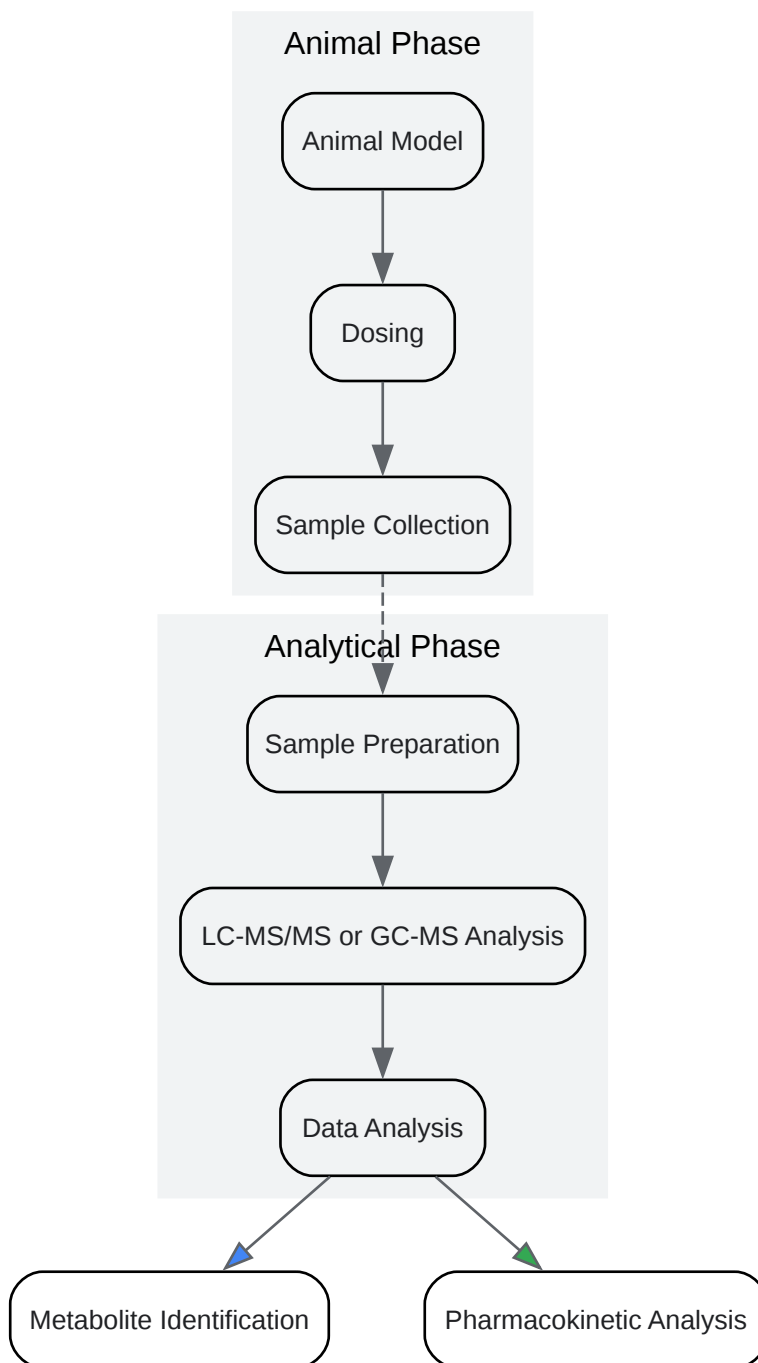 Animal Phase
Animal Model
Dosing
Sample Collection
Analytical Phase
Sample Preparation
LC-MS/MS or GC-MS Analysis
Data Analysis
Metabolite Identification
Pharmacokinetic Analysis